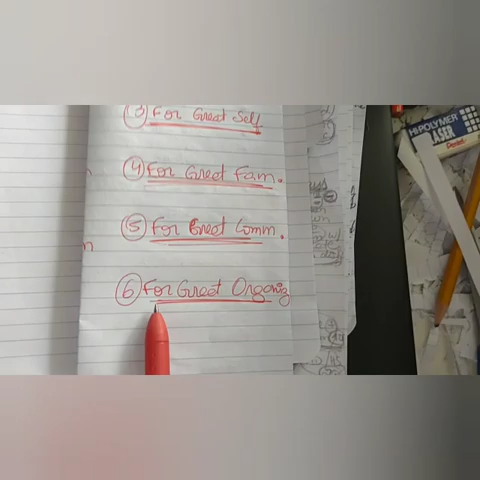 ③ For Great Self
④ For Great Fam.
⑤ For Great Comm.
⑥ For Great Organiz
HI-POLYMER
ERASER
Pentel